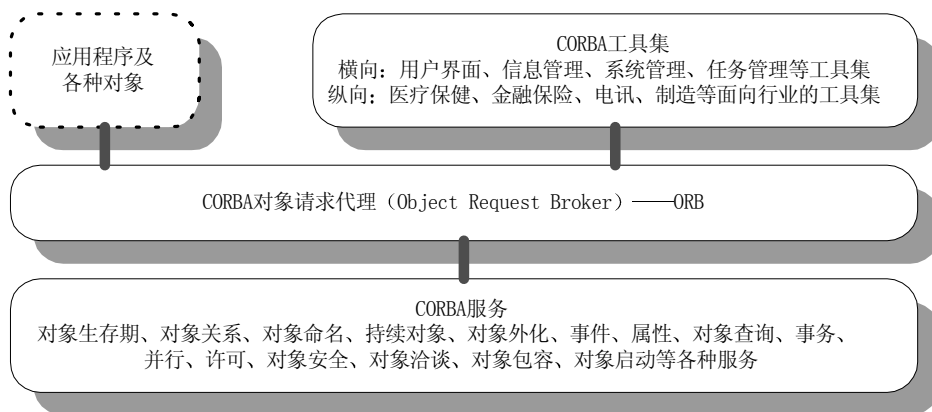 应用程序及
各种对象
CORBA工具集
横向：用户界面、信息管理、系统管理、任务管理等工具集
纵向：医疗保健、金融保险、电讯、制造等面向行业的工具集
CORBA对象请求代理（Object Request Broker）——ORB
CORBA服务
对象生存期、对象关系、对象命名、持续对象、对象外化、事件、属性、对象查询、事务、
并行、许可、对象安全、对象洽谈、对象包容、对象启动等各种服务